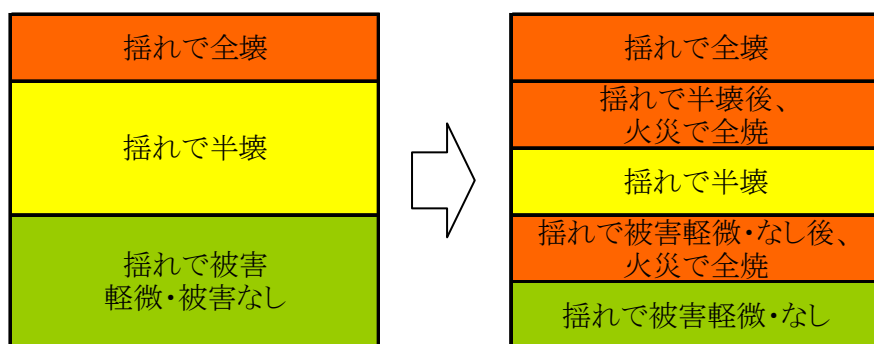 揺れで全壊
揺れで半壊
揺れで被害
軽微・被害なし
揺れで全壊
揺れで半壊後、
火災で全焼
揺れで半壊
揺れで被害軽微・なし後、
火災で全焼
揺れで被害軽微・なし